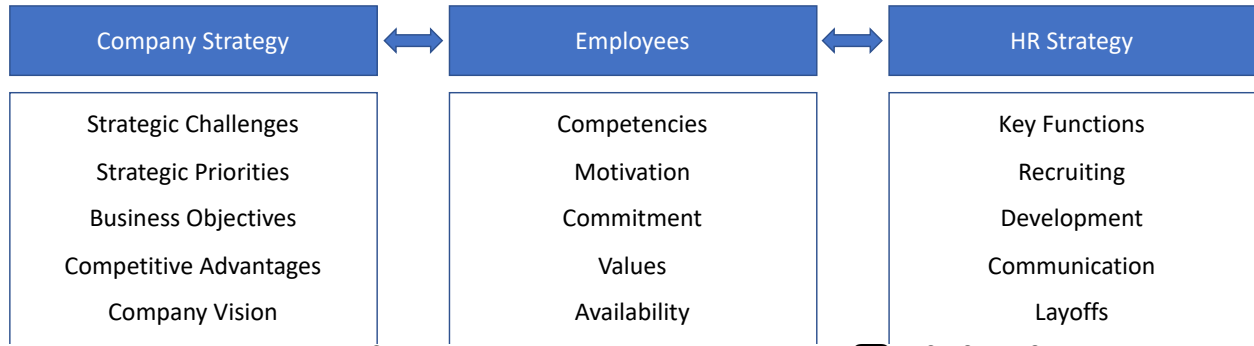 Company Strategy
Employees
HR Strategy
Strategic Challenges
Strategic Priorities
Business Objectives
Competitive Advantages
Company Vision
Competencies
Motivation
Commitment
Values
Availability
Key Functions
Recruiting
Development
Communication
Layoffs